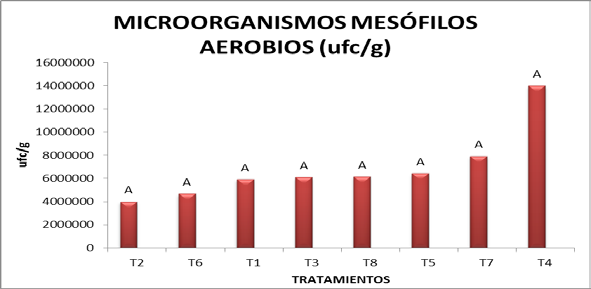 MICROORGANISMOS MESÓFILOS
AEROBIOS (ufc/g)
ufc/g
16000000
14000000
12000000
10000000
8000000
6000000
4000000
2000000
0
A A A A A A A A
T2 T6 T1 T3 T8 T5 T7 T4
TRATAMIENTOS